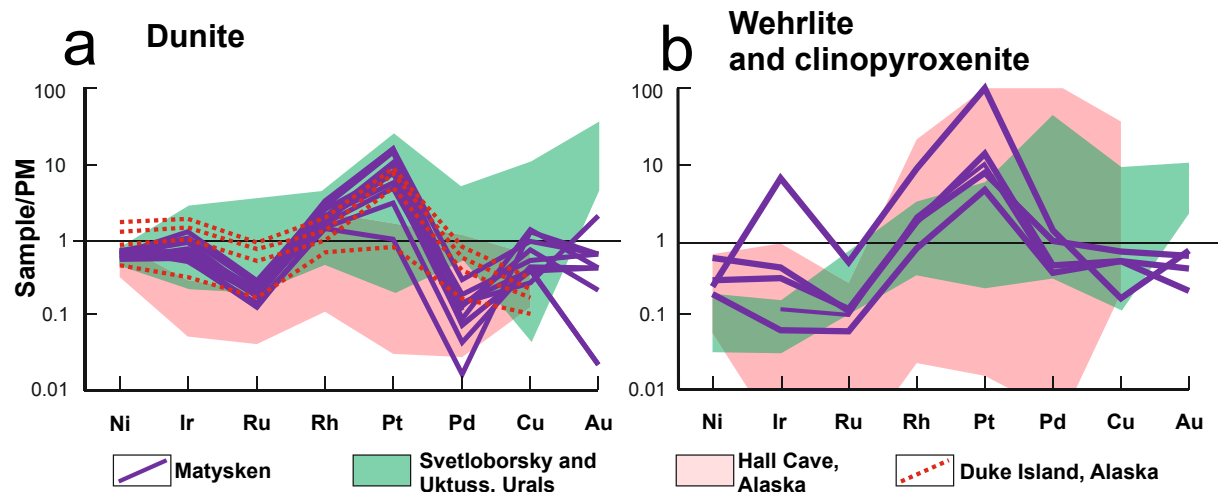 a Dunite
b Wehrlite
and clinopyroxenite
Sample/PM
100
10
1
0.1
0.01
100
10
1
0.1
0.01
Ni Ir Ru Rh Pt Pd Cu Au
Ni Ir Ru Rh Pt Pd Cu Au
Matysken
Svetloborsky and
Uktuss, Urals
Hall Cave,
Alaska
Duke Island, Alaska